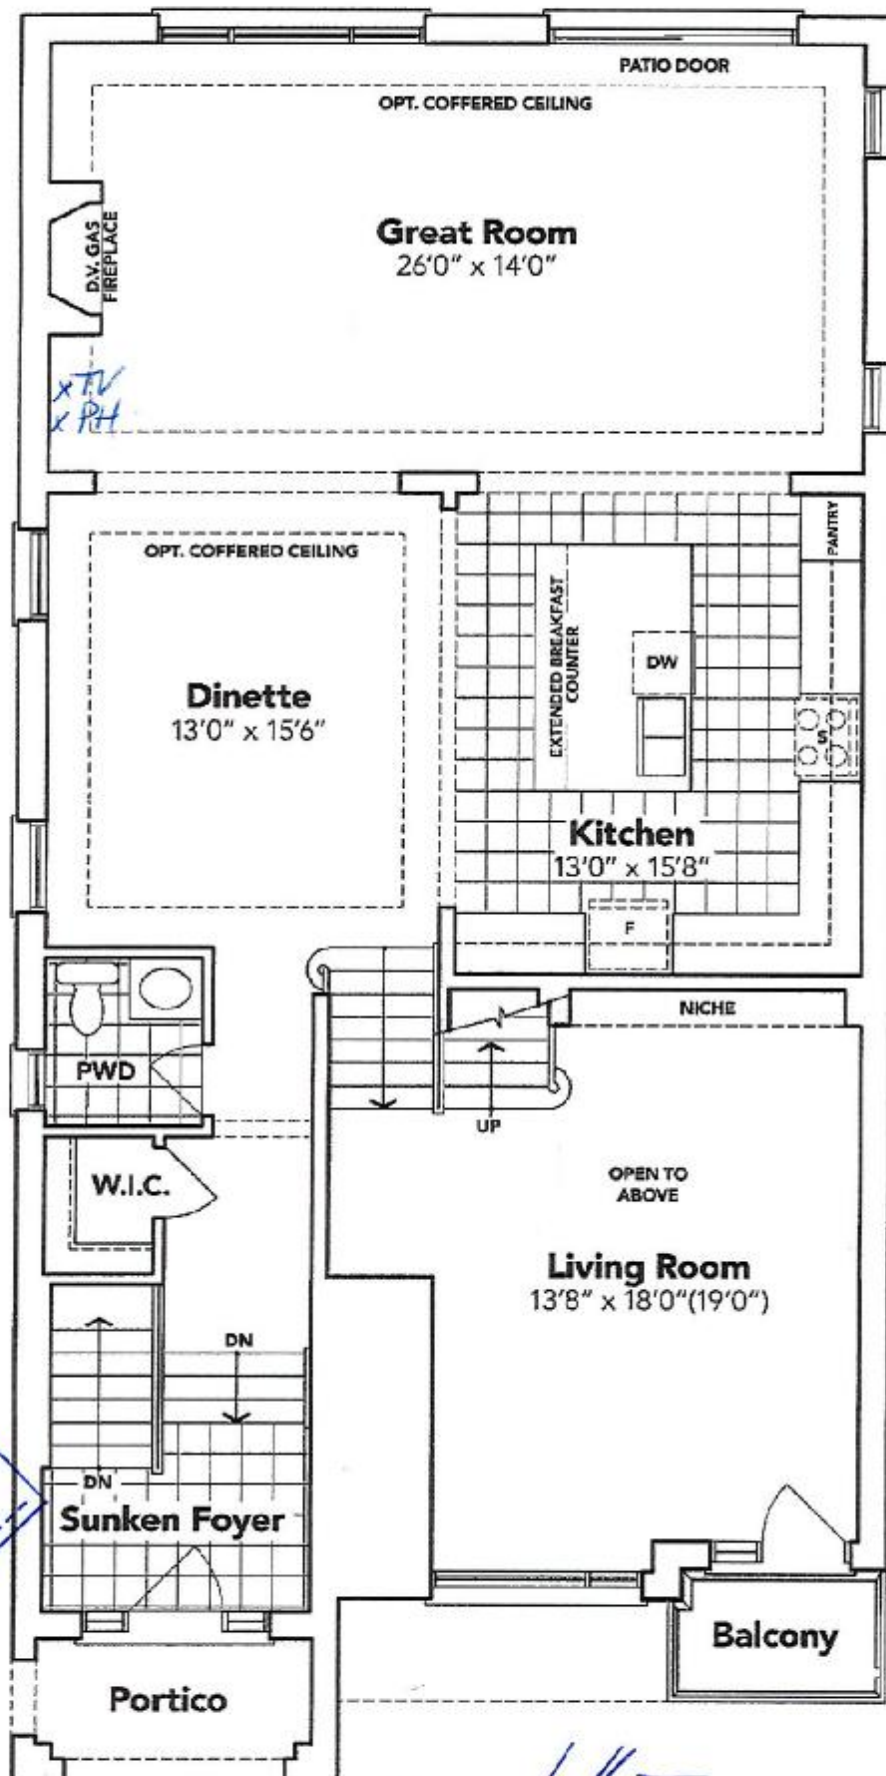 PATIO DOOR
OPT. COFFERED CEILING
Great Room
26'0" x 14'0"
D.V. GAS
FIREPLACE
x TV
x PH
OPT. COFFERED CEILING
Dinette
13'0" x 15'6"
PANTRY
EXTENDED BREAKFAST
COUNTER
DW
S
Kitchen
13'0" x 15'8"
F
NICHE
PWD
UP
W.I.C.
OPEN TO
ABOVE
Living Room
13'8" x 18'0"(19'0")
DN
DN
Sunken Foyer
Balcony
Portico